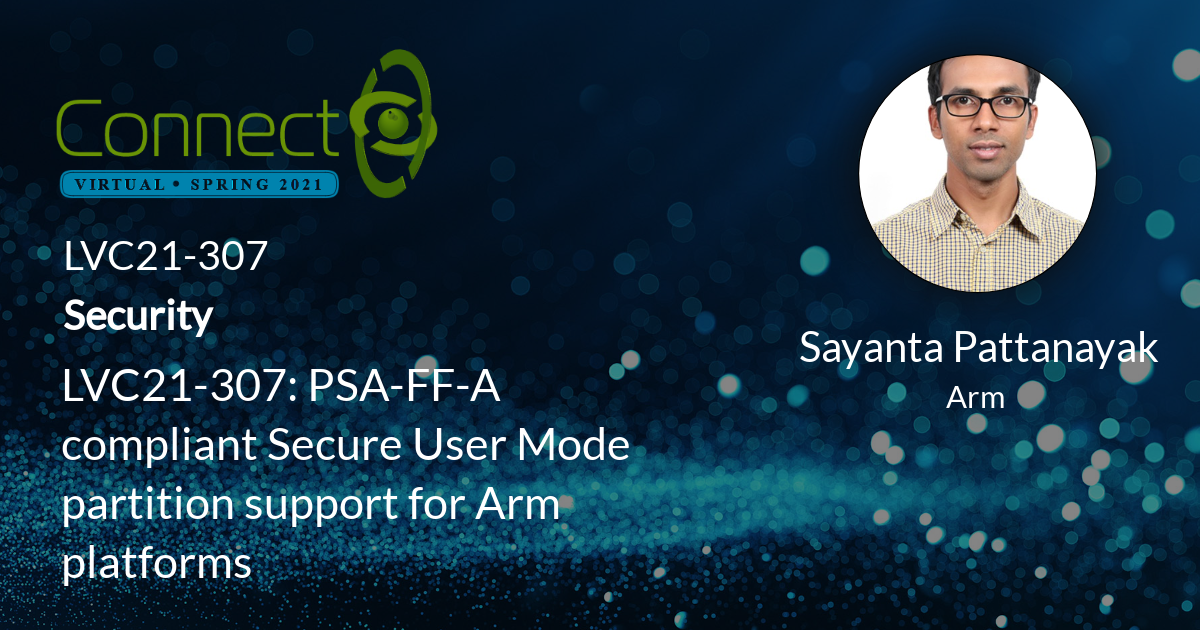 Connect
VIRTUAL • SPRING 2021
LVC21-307
Security
LVC21-307: PSA-FF-A
compliant Secure User Mode
partition support for Arm
platforms
Sayanta Pattanayak
Arm